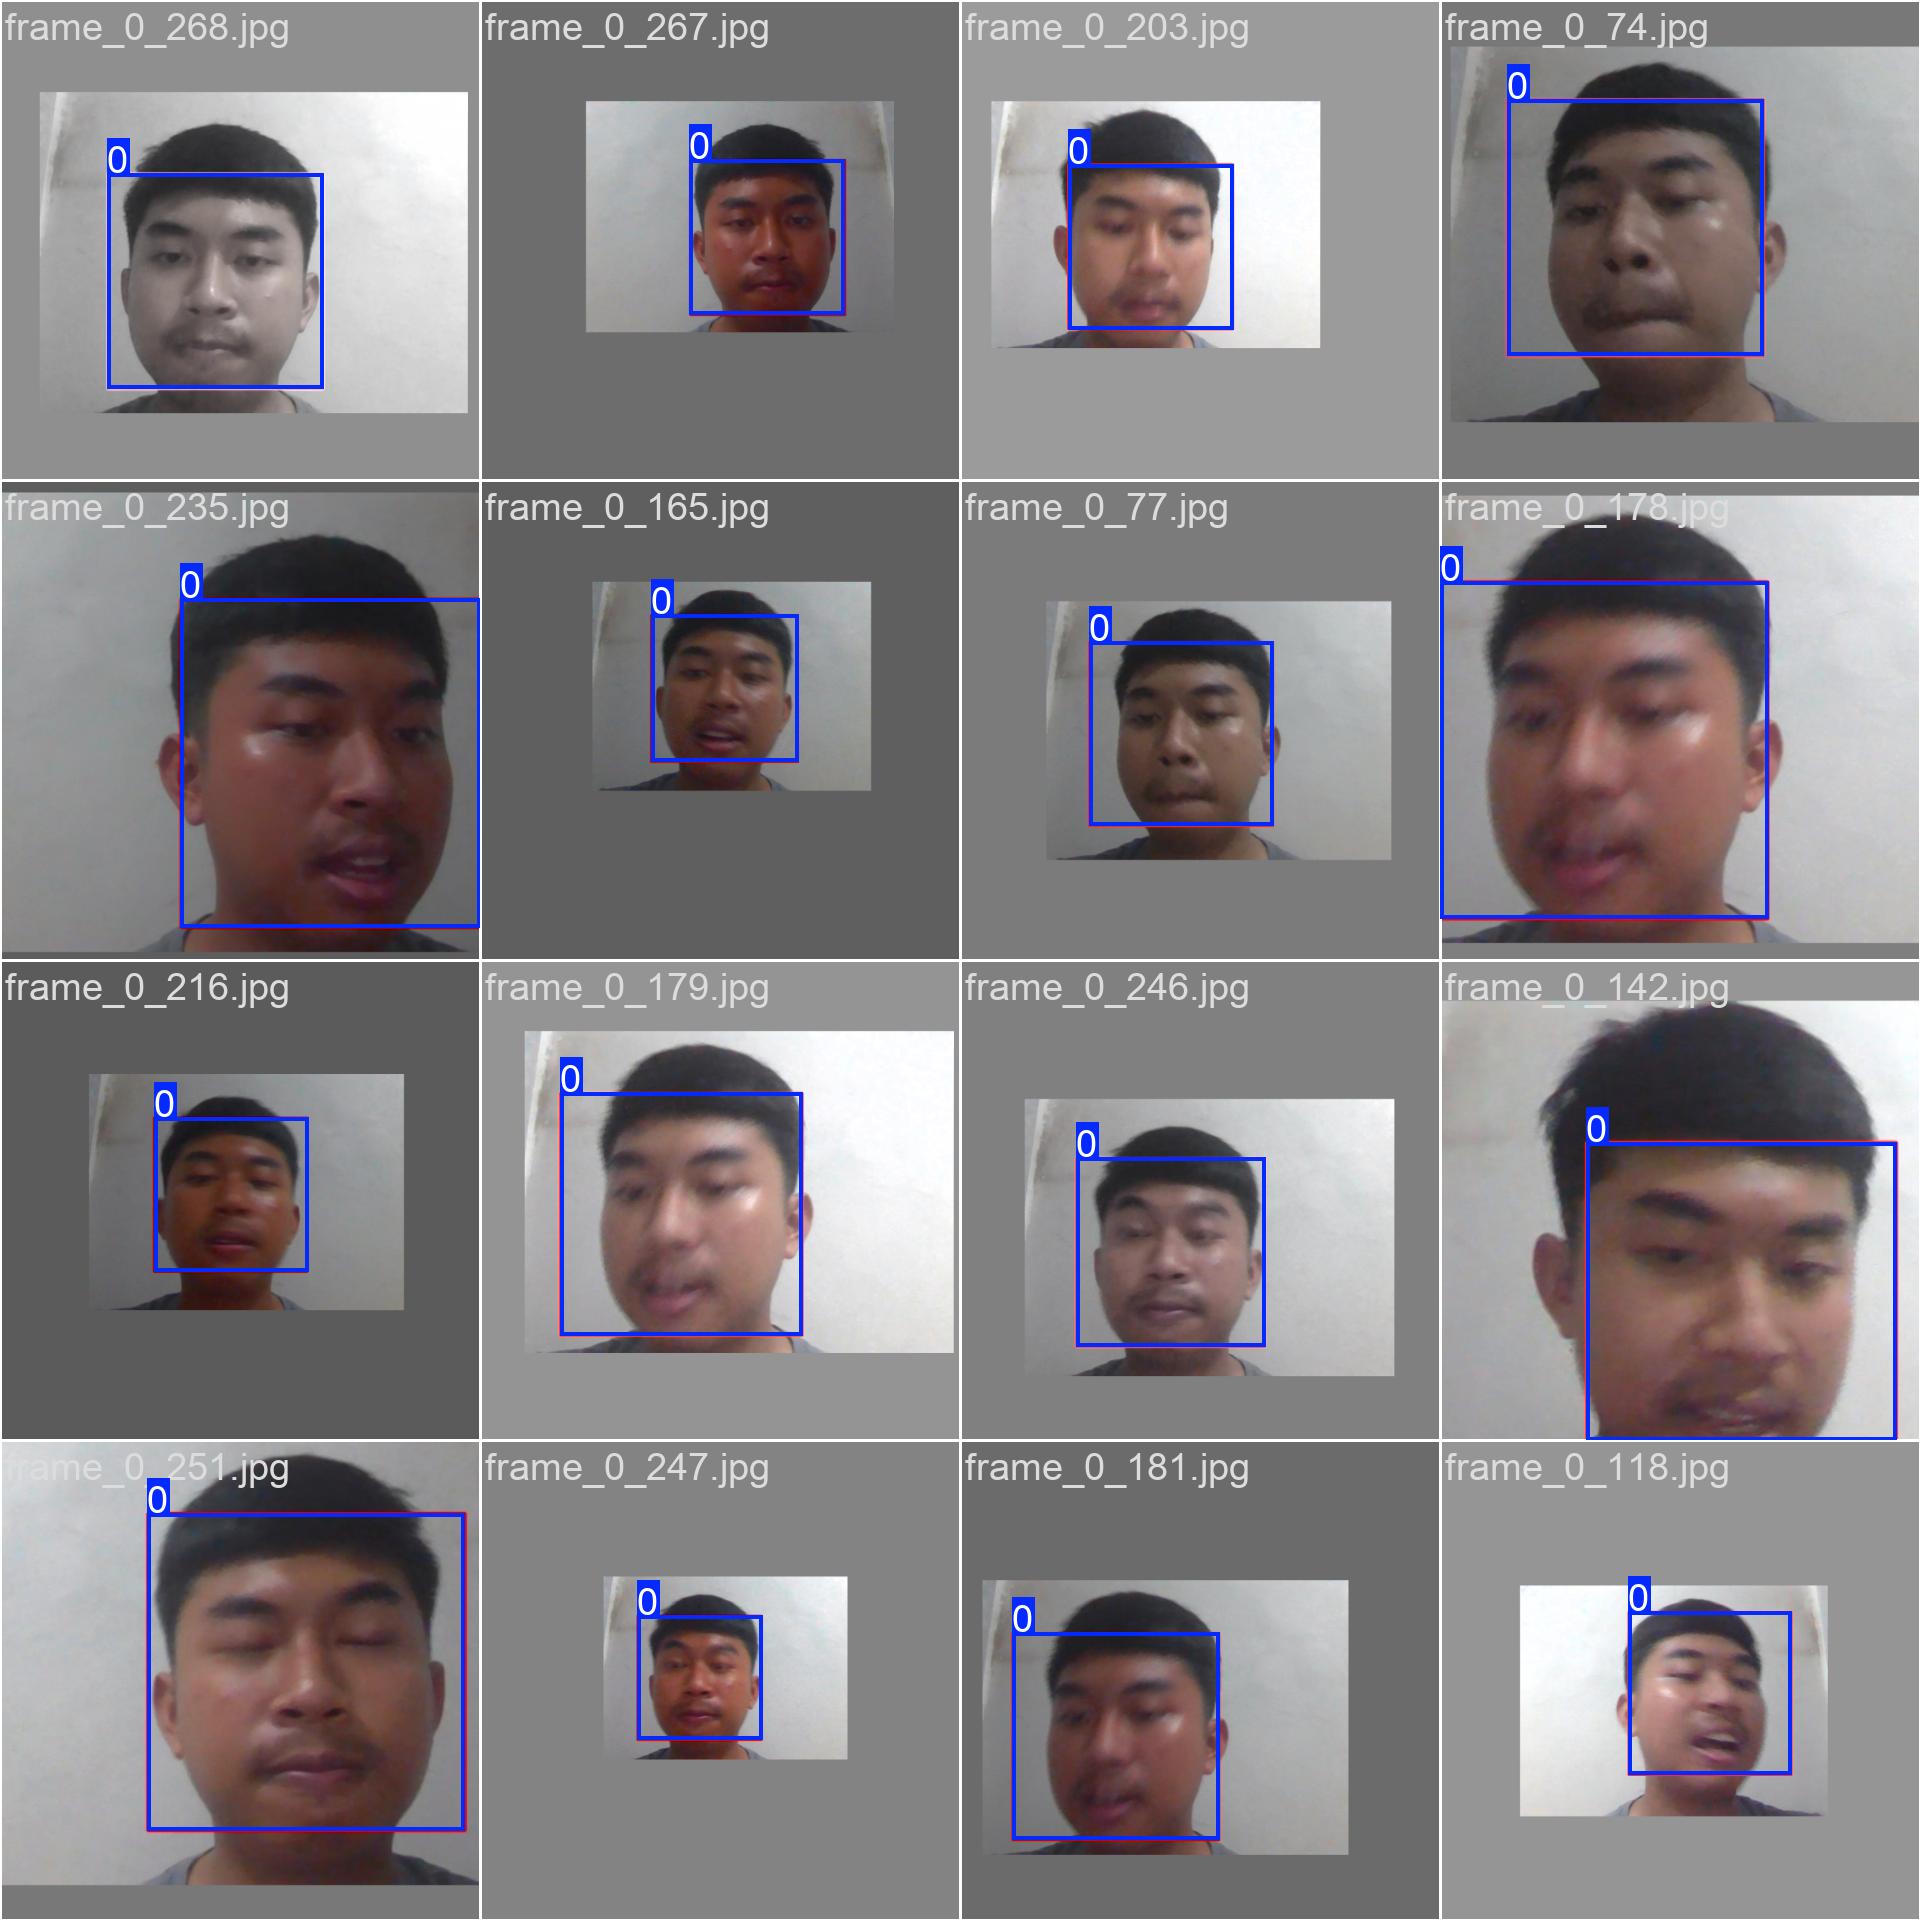 frame_0_268.jpg
0
frame_0_267.jpg
0
frame_0_203.jpg
0
frame_0_74.jpg
0
frame_0_235.jpg
0
frame_0_165.jpg
0
frame_0_77.jpg
0
frame_0_178.jpg
0
frame_0_216.jpg
0
frame_0_179.jpg
0
frame_0_246.jpg
0
frame_0_142.jpg
0
frame_0_251.jpg
0
frame_0_247.jpg
0
frame_0_181.jpg
0
frame_0_118.jpg
0